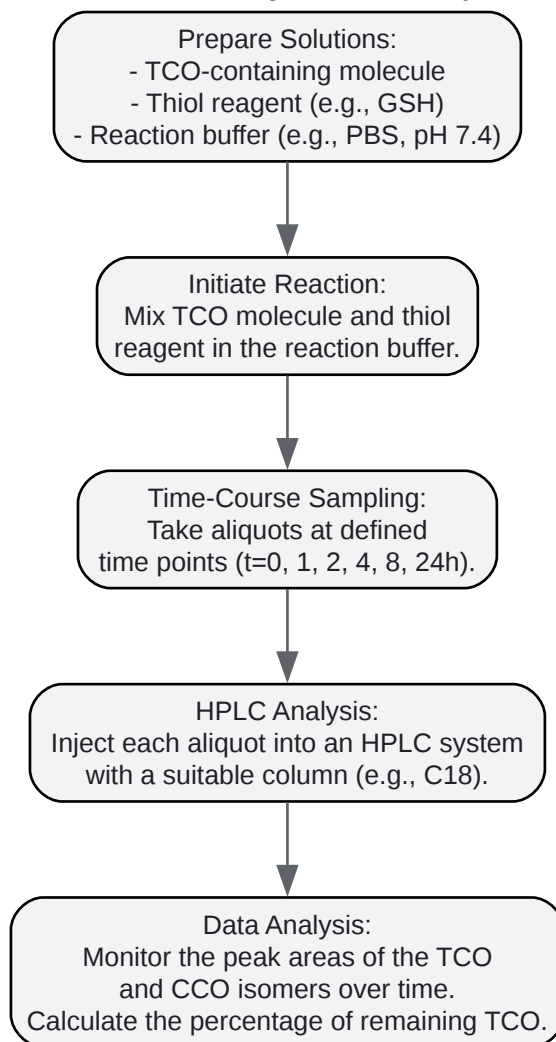 Prepare Solutions:
- TCO-containing molecule
- Thiol reagent (e.g., GSH)
- Reaction buffer (e.g., PBS, pH 7.4)
Initiate Reaction:
Mix TCO molecule and thiol
reagent in the reaction buffer.
Time-Course Sampling:
Take aliquots at defined
time points (t=0, 1, 2, 4, 8, 24h).
HPLC Analysis:
Inject each aliquot into an HPLC system
with a suitable column (e.g., C18).
Data Analysis:
Monitor the peak areas of the TCO
and CCO isomers over time.
Calculate the percentage of remaining TCO.